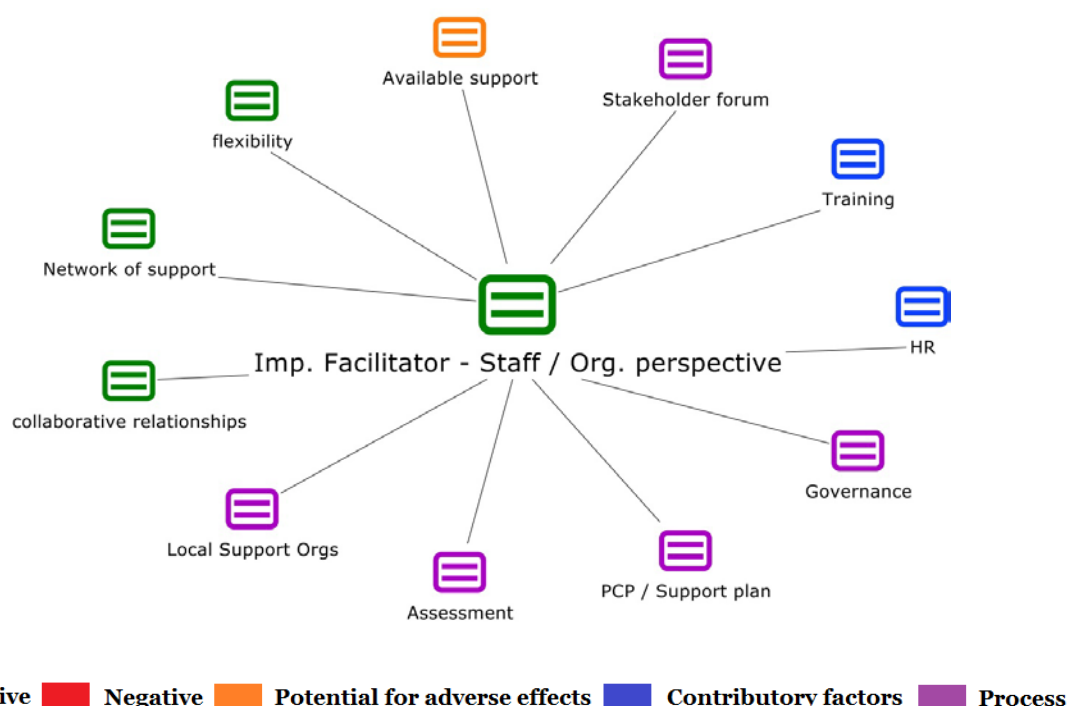 Available support
Stakeholder forum
flexibility
Training
Network of support
HR
Imp. Facilitator - Staff / Org. perspective
collaborative relationships
Governance
Local Support Orgs
PCP / Support plan
Assessment
ive Negative Potential for adverse effects Contributory factors Process